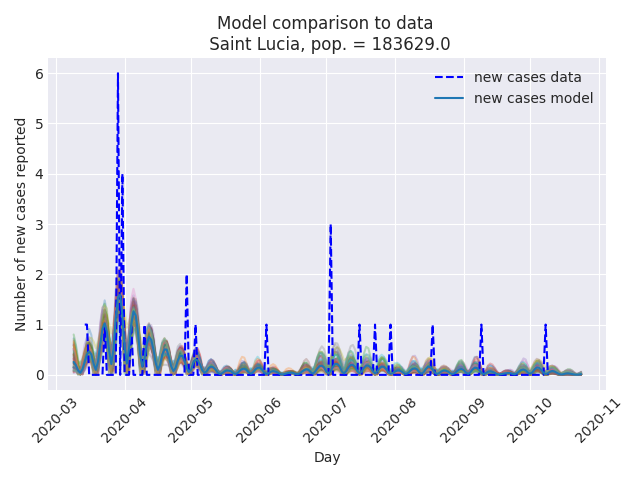 Model comparison to data
Saint Lucia, pop. = 183629.0
new cases data
new cases model
Number of new cases reported
6
5
4
3
2
1
0
2020-03
2020-04
2020-05
2020-06
2020-07
2020-08
2020-09
2020-10
2020-11
Day